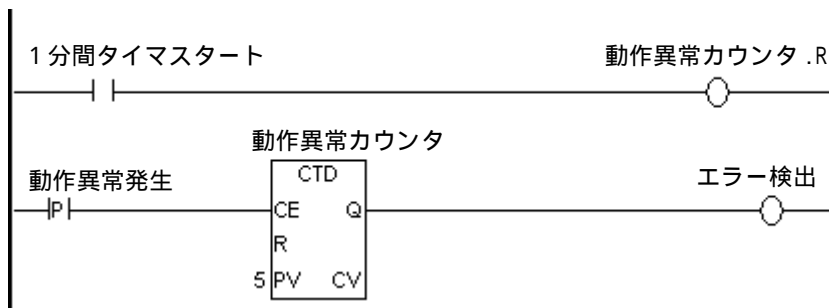 1分間タイマスタート
動作異常カウンタ.R
動作異常カウンタ
動作異常発生
P
CTD
CE Q
R
5 PV CV
エラー検出